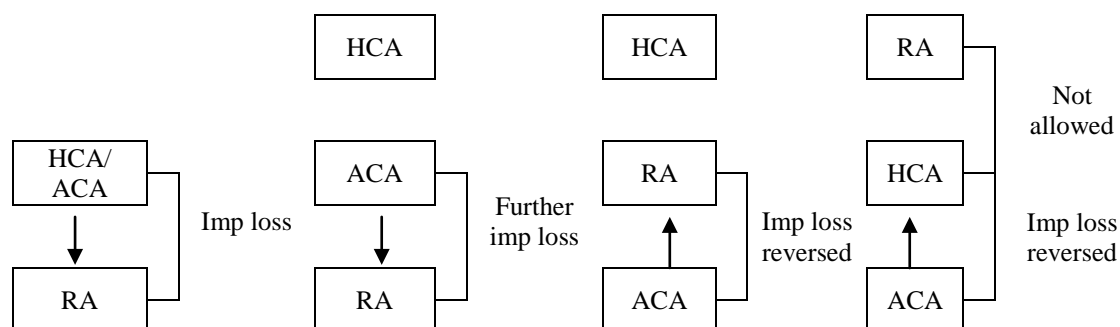 HCA
HCA
RA
Not
allowed
HCA/
ACA
ACA
RA
HCA
Imp loss
Further
imp loss
Imp loss
reversed
Imp loss
reversed
RA
RA
ACA
ACA